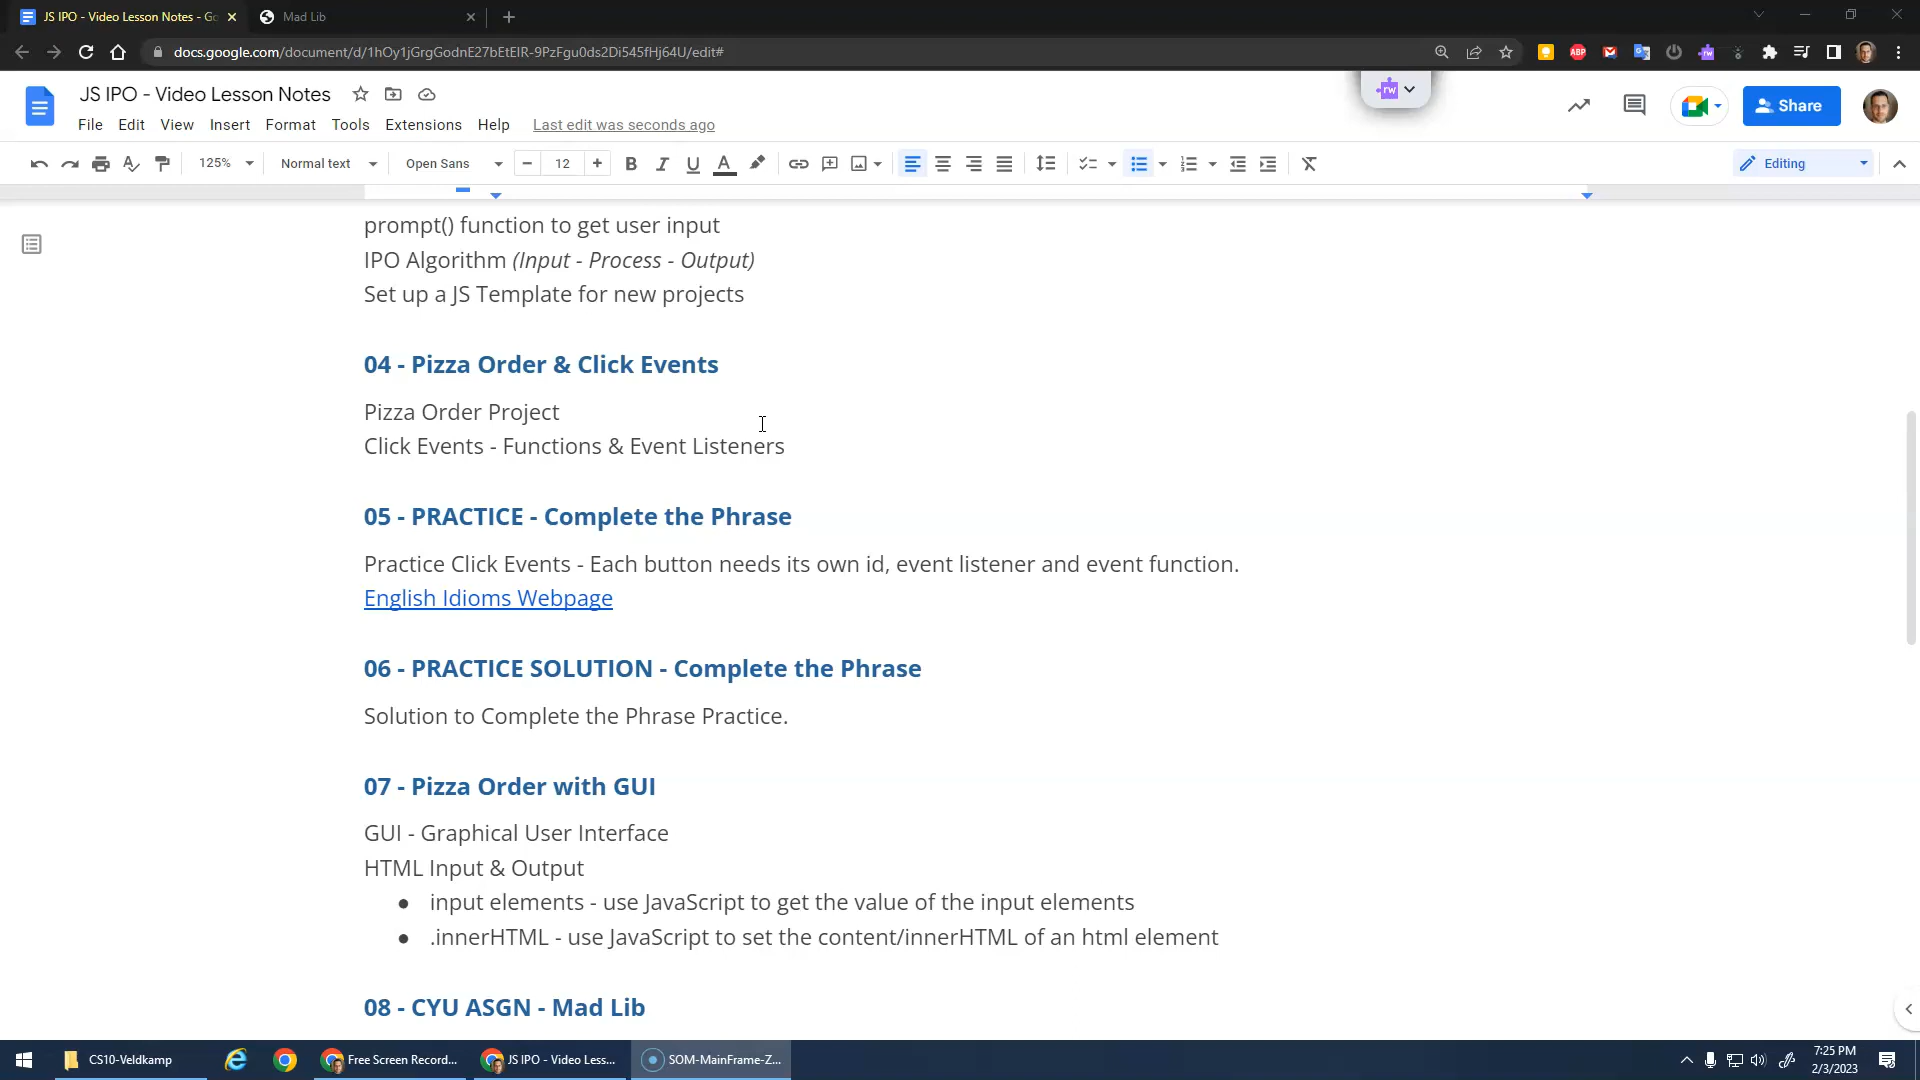 JS IPO - Video Lesson Notes - Go
Mad Lib
docs.google.com/document/d/1hOy1jGrgGodnE27bEtElR-9PzFgu0ds2Di545fHj64U/edit#
JS IPO - Video Lesson Notes
File Edit View Insert Format Tools Extensions Help Last edit was seconds ago
Share
125% Normal text Open Sans 12 Editing
prompt() function to get user input
IPO Algorithm (Input - Process - Output)
Set up a JS Template for new projects
04 - Pizza Order & Click Events
Pizza Order Project
Click Events - Functions & Event Listeners
05 - PRACTICE - Complete the Phrase
Practice Click Events - Each button needs its own id, event listener and event function.
English Idioms Webpage
06 - PRACTICE SOLUTION - Complete the Phrase
Solution to Complete the Phrase Practice.
07 - Pizza Order with GUI
GUI - Graphical User Interface
HTML Input & Output
● input elements - use JavaScript to get the value of the input elements
● .innerHTML - use JavaScript to set the content/innerHTML of an html element
08 - CYU ASGN - Mad Lib
CS10-Veldkamp
Free Screen Record...
JS IPO - Video Less...
SOM-MainFrame-Z...
7:25 PM
2/3/2023